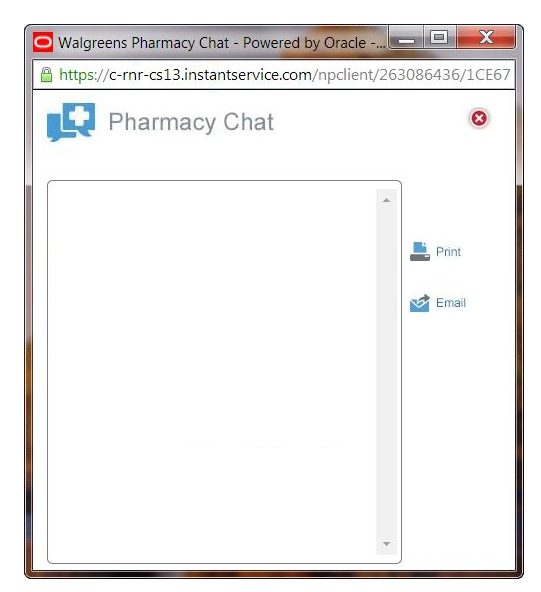 Walgreens Pharmacy Chat - Powered by Oracle -...
https://c-rnr-cs13.instantservice.com/npclient/263086436/1CE67
Pharmacy Chat
Print
Email